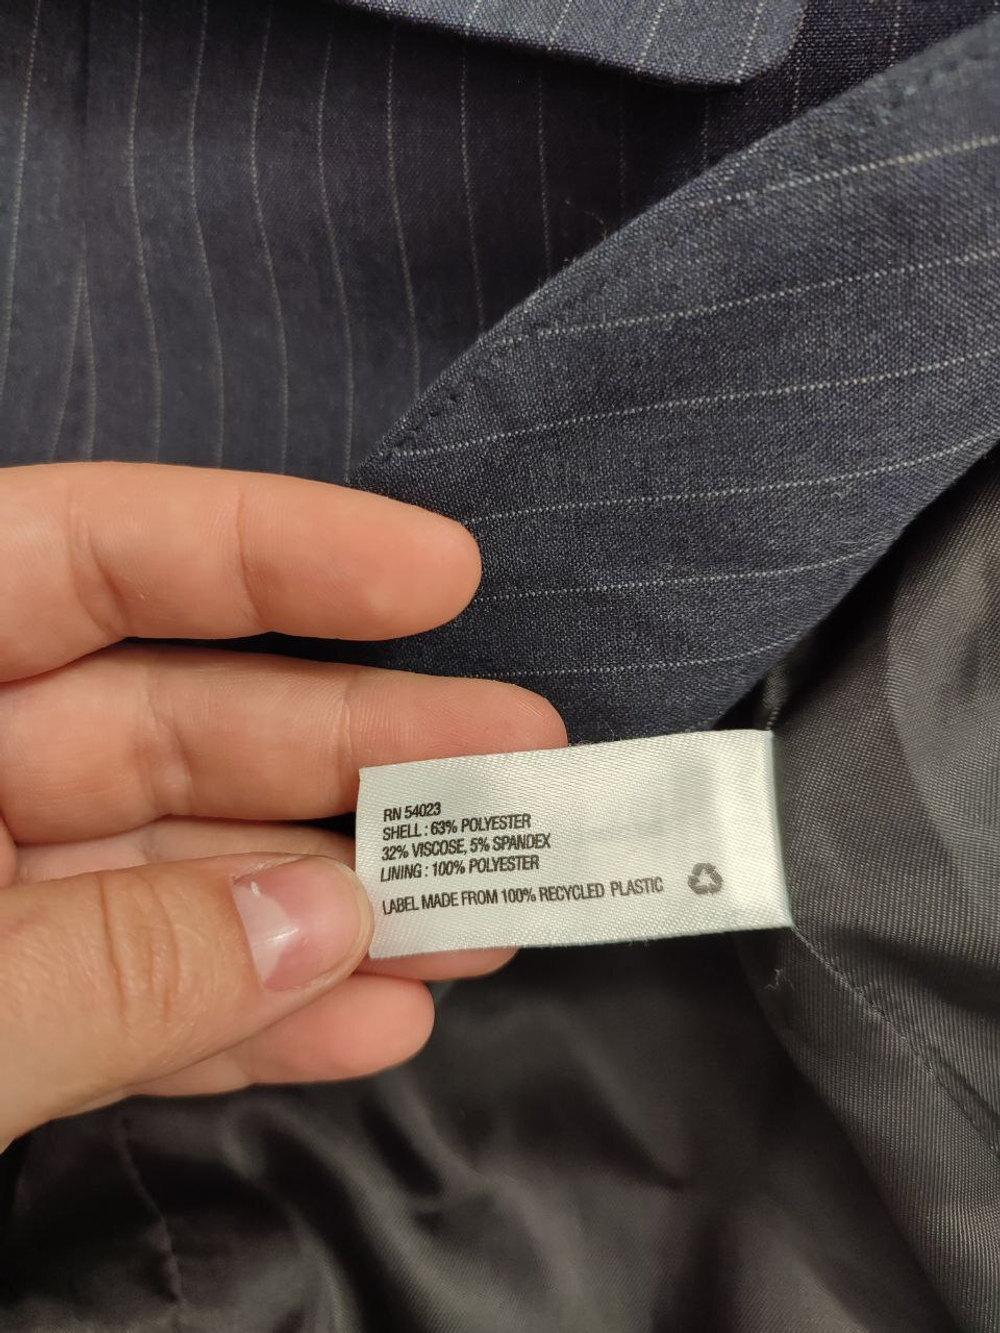 RN 54023
SHELL : 63% POLYESTER
32% VISCOSE, 5% SPANDEX
LINING : 100% POLYESTER
LABEL MADE FROM 100% RECYCLED PLASTIC